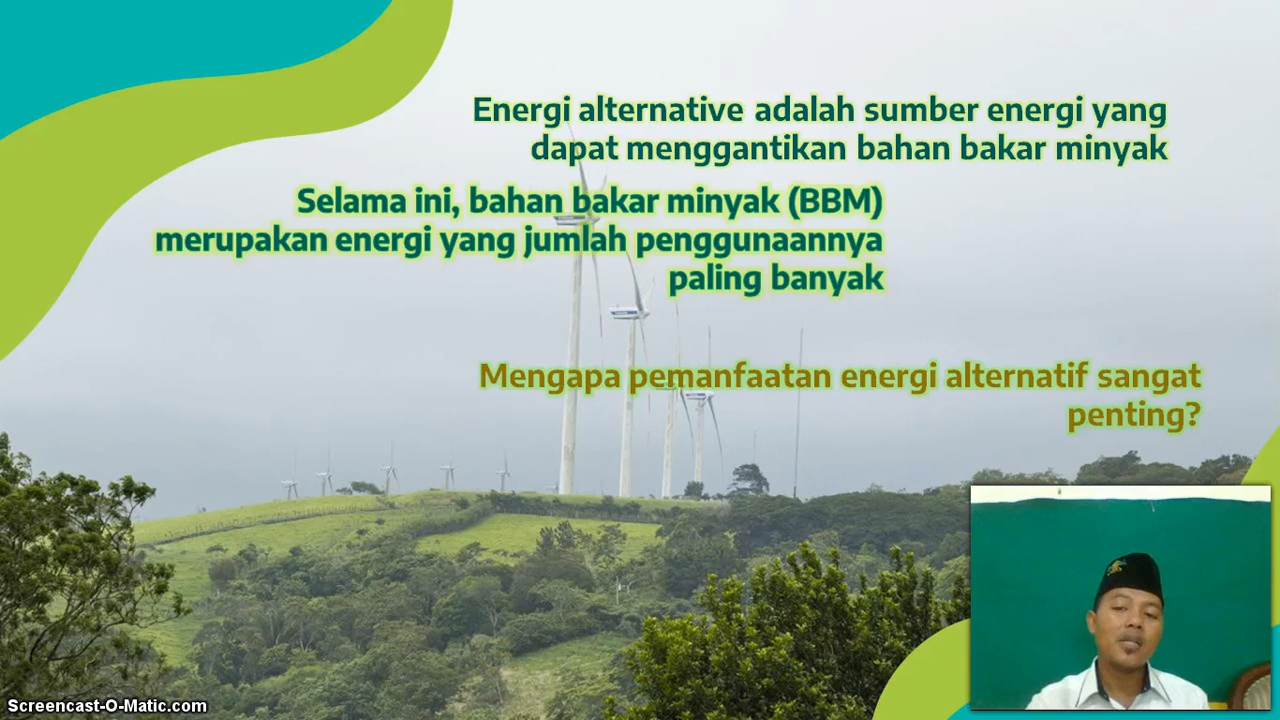 Energi alternative adalah sumber energi yang
dapat menggantikan bahan bakar minyak
Selama ini, bahan bakar minyak (BBM)
merupakan energi yang jumlah penggunaannya
paling banyak
Mengapa pemanfaatan energi alternatif sangat
penting?
Screencast-O-Matic.com